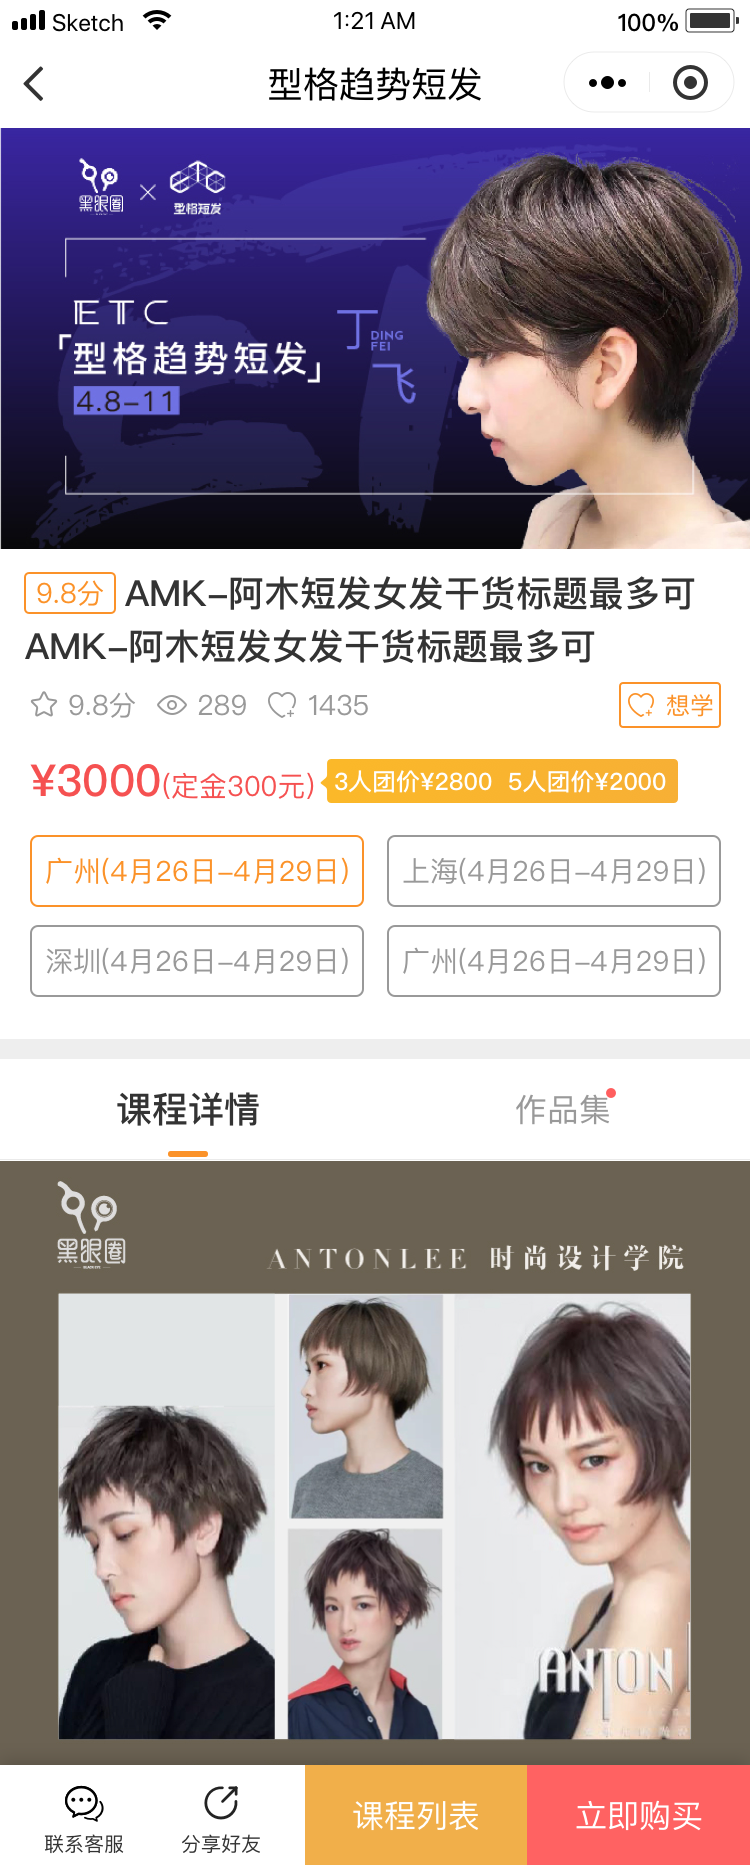 Sketch 1:21 AM 100%
型格趋势短发
黑眼圈 × 型格短发
ETC
「型格趋势短发」
4.8-11
丁飞
DING
FEI
9.8分 AMK-阿木短发女发干货标题最多可
AMK-阿木短发女发干货标题最多可
9.8分 289 1435 想学
¥3000(定金300元) 3人团价¥2800 5人团价¥2000
广州(4月26日-4月29日) 上海(4月26日-4月29日)
深圳(4月26日-4月29日) 广州(4月26日-4月29日)
课程详情 作品集
黑眼圈
ANTONLEE 时尚设计学院
ANTON
联系客服 分享好友 课程列表 立即购买